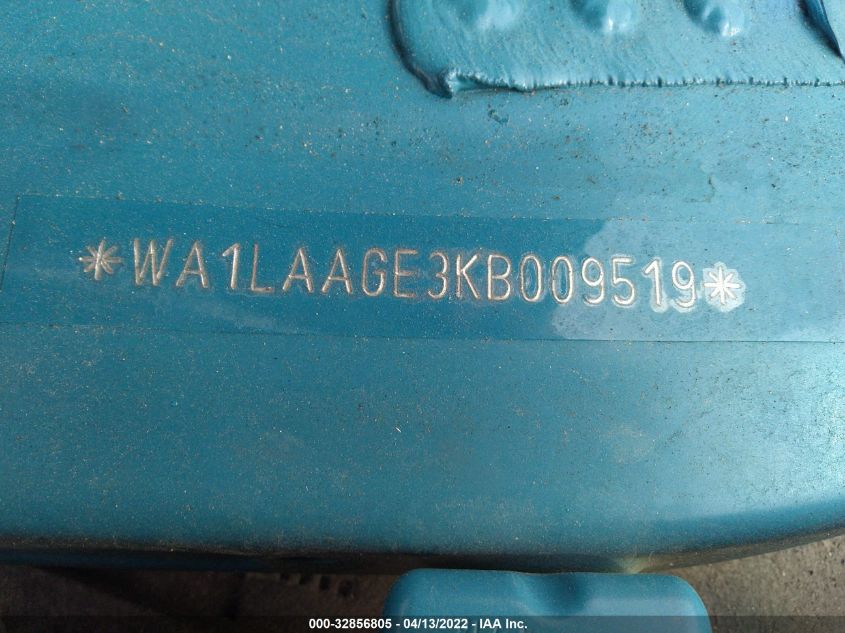 *WA1LAAGE3KB009519*
000-32856805 - 04/13/2022 - IAA Inc.